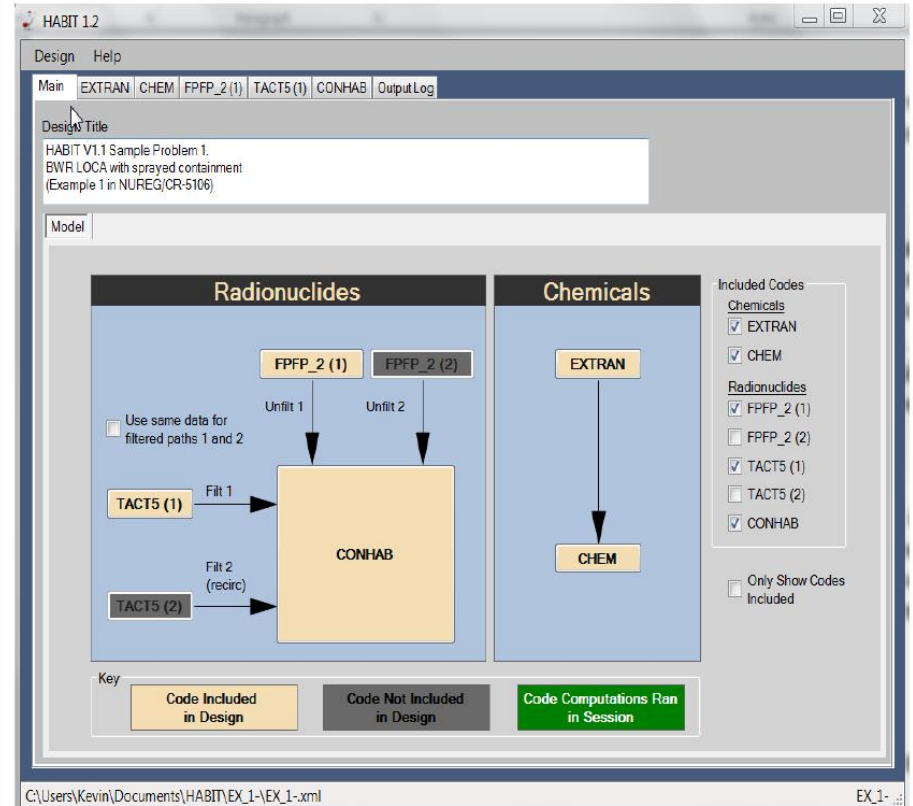 HABIT 1.2
Design Help
Main EXTRAN CHEM FPFP_2 (1) TACT5 (1) CONHAB Output Log
Design Title
HABIT V1.1 Sample Problem 1.
BWR LOCA with sprayed containment
(Example 1 in NUREG/CR-5106)
Model
Radionuclides
FPFP_2 (1) FPFP_2 (2)
Unfilt 1 Unfilt 2
Use same data for
filtered paths 1 and 2
TACT5 (1) Filt 1
CONHAB
Filt 2
(recirc)
TACT5 (2)
Chemicals
EXTRAN
CHEM
Included Codes
Chemicals
EXTRAN
CHEM
Radionuclides
FPFP_2 (1)
FPFP_2 (2)
TACT5 (1)
TACT5 (2)
CONHAB
Only Show Codes
Included
Key
Code Included
in Design
Code Not Included
in Design
Code Computations Ran
in Session
C:\Users\Kevin\Documents\HABIT\EX_1-\EX_1-.xml EX_1-